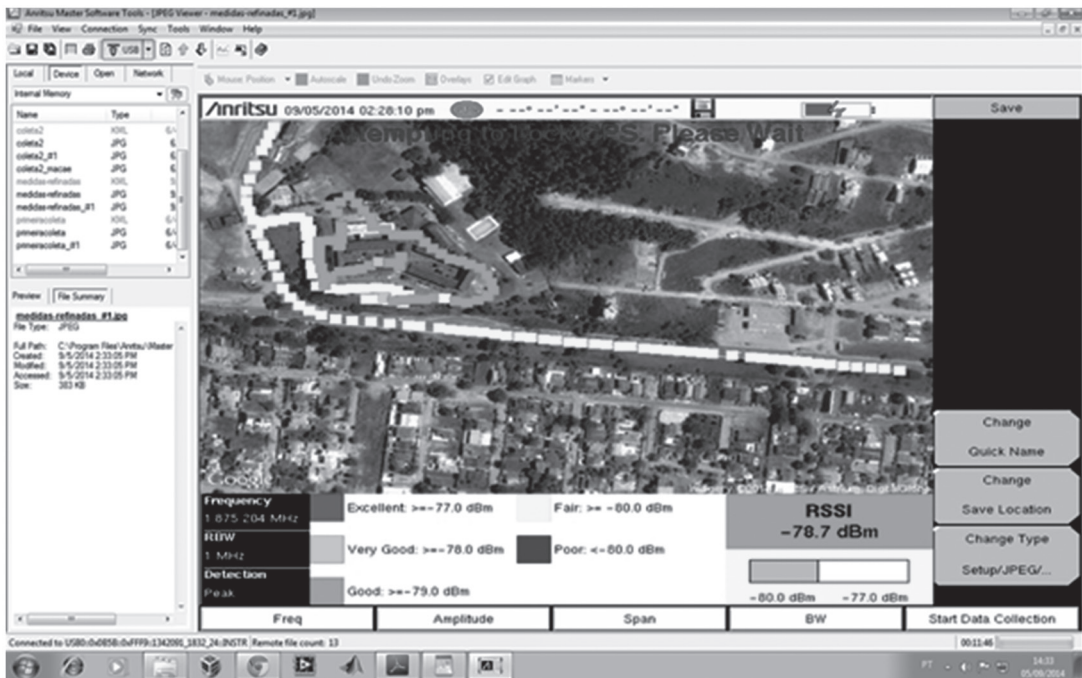 Anritsu Master Software Tools - [JPEG Viewer - medidas-refinadas_#1.jpg]
File View Connection Sync Tools Window Help
USB
Local Device Open Network
Mouse Position Autoscale Undo Zoom Overlays Edit Graph Markers
Internal Memory
Name Type
coleta2 KML
coleta2 JPG
coleta2_#1 JPG
coleta2_macae JPG
medidas-refinadas KML
medidas-refinadas JPG
medidas-refinadas_#1 JPG
primeiracoleta KML
primeiracoleta JPG
primeiracoleta_#1 JPG
Preview File Summary
medidas-refinadas_#1.jpg
File Type: JPEG
Full Path: C:\Program Files\Anritsu\Master
Created: 9/5/2014 2:33:05 PM
Modified: 9/5/2014 2:33:05 PM
Accessed: 9/5/2014 2:33:05 PM
Size: 383 KB
Anritsu 09/05/2014 02:28:10 pm
Please Wait
Google
Save
Change
Quick Name
Change
Save Location
Change Type
Setup/JPEG/...
Frequency
1 875 204 MHz
RBW
1 MHz
Detection
Peak
Excellent: >=-77.0 dBm
Very Good: >=-78.0 dBm
Good: >=-79.0 dBm
Fair: >= -80.0 dBm
Poor: <-80.0 dBm
RSSI
-78.7 dBm
-80.0 dBm -77.0 dBm
Freq Amplitude Span BW Start Data Collection
Remote file count: 13
00:11:46
PT
14:33
05/09/2014